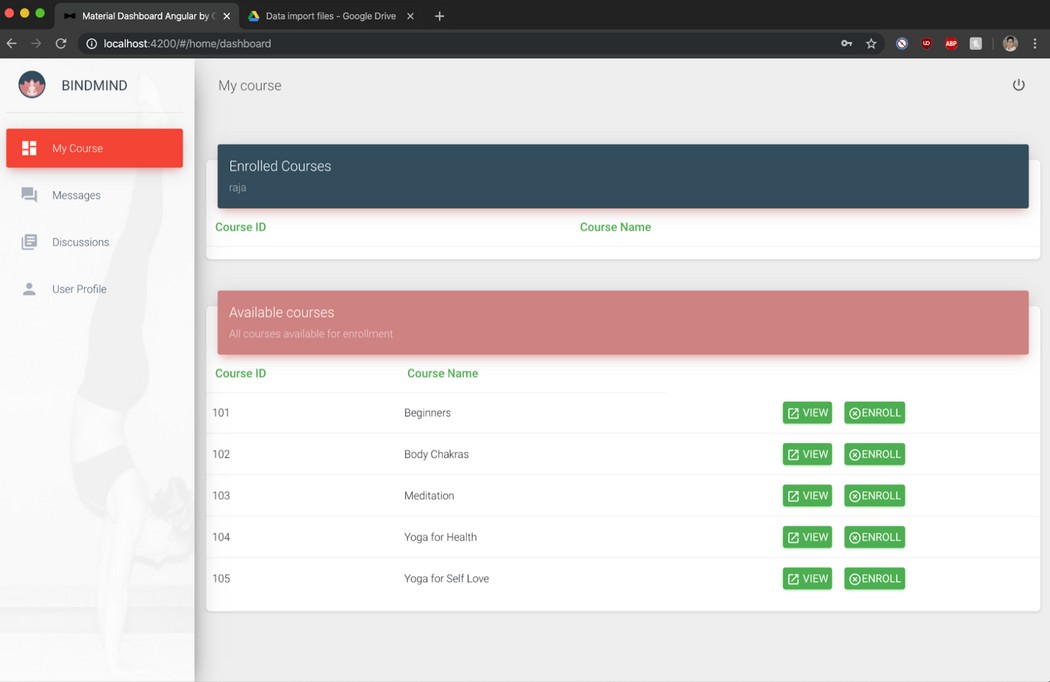 Material Dashboard Angular by C
Data import files - Google Drive
localhost:4200/#/home/dashboard
ABP
BINDMIND
My course
My Course
Messages
Discussions
User Profile
Enrolled Courses
raja
Course ID Course Name
Available courses
All courses available for enrollment
Course ID Course Name
101 Beginners VIEW ENROLL
102 Body Chakras VIEW ENROLL
103 Meditation VIEW ENROLL
104 Yoga for Health VIEW ENROLL
105 Yoga for Self Love VIEW ENROLL